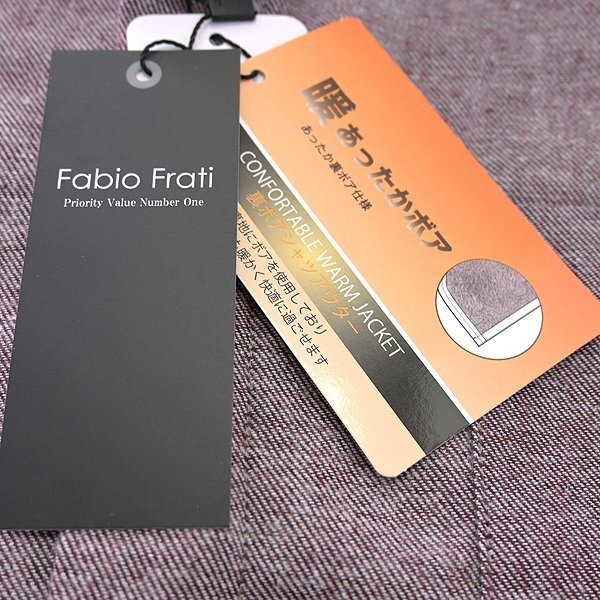 Fabio Frati
Priority Value Number One
暖 あったかボア
あったか裏ボア仕様
CONFORTABLE WARM JACKET
裏ボアシャツアウター
地にボアを使用しており
暖かく快適に過ごせます